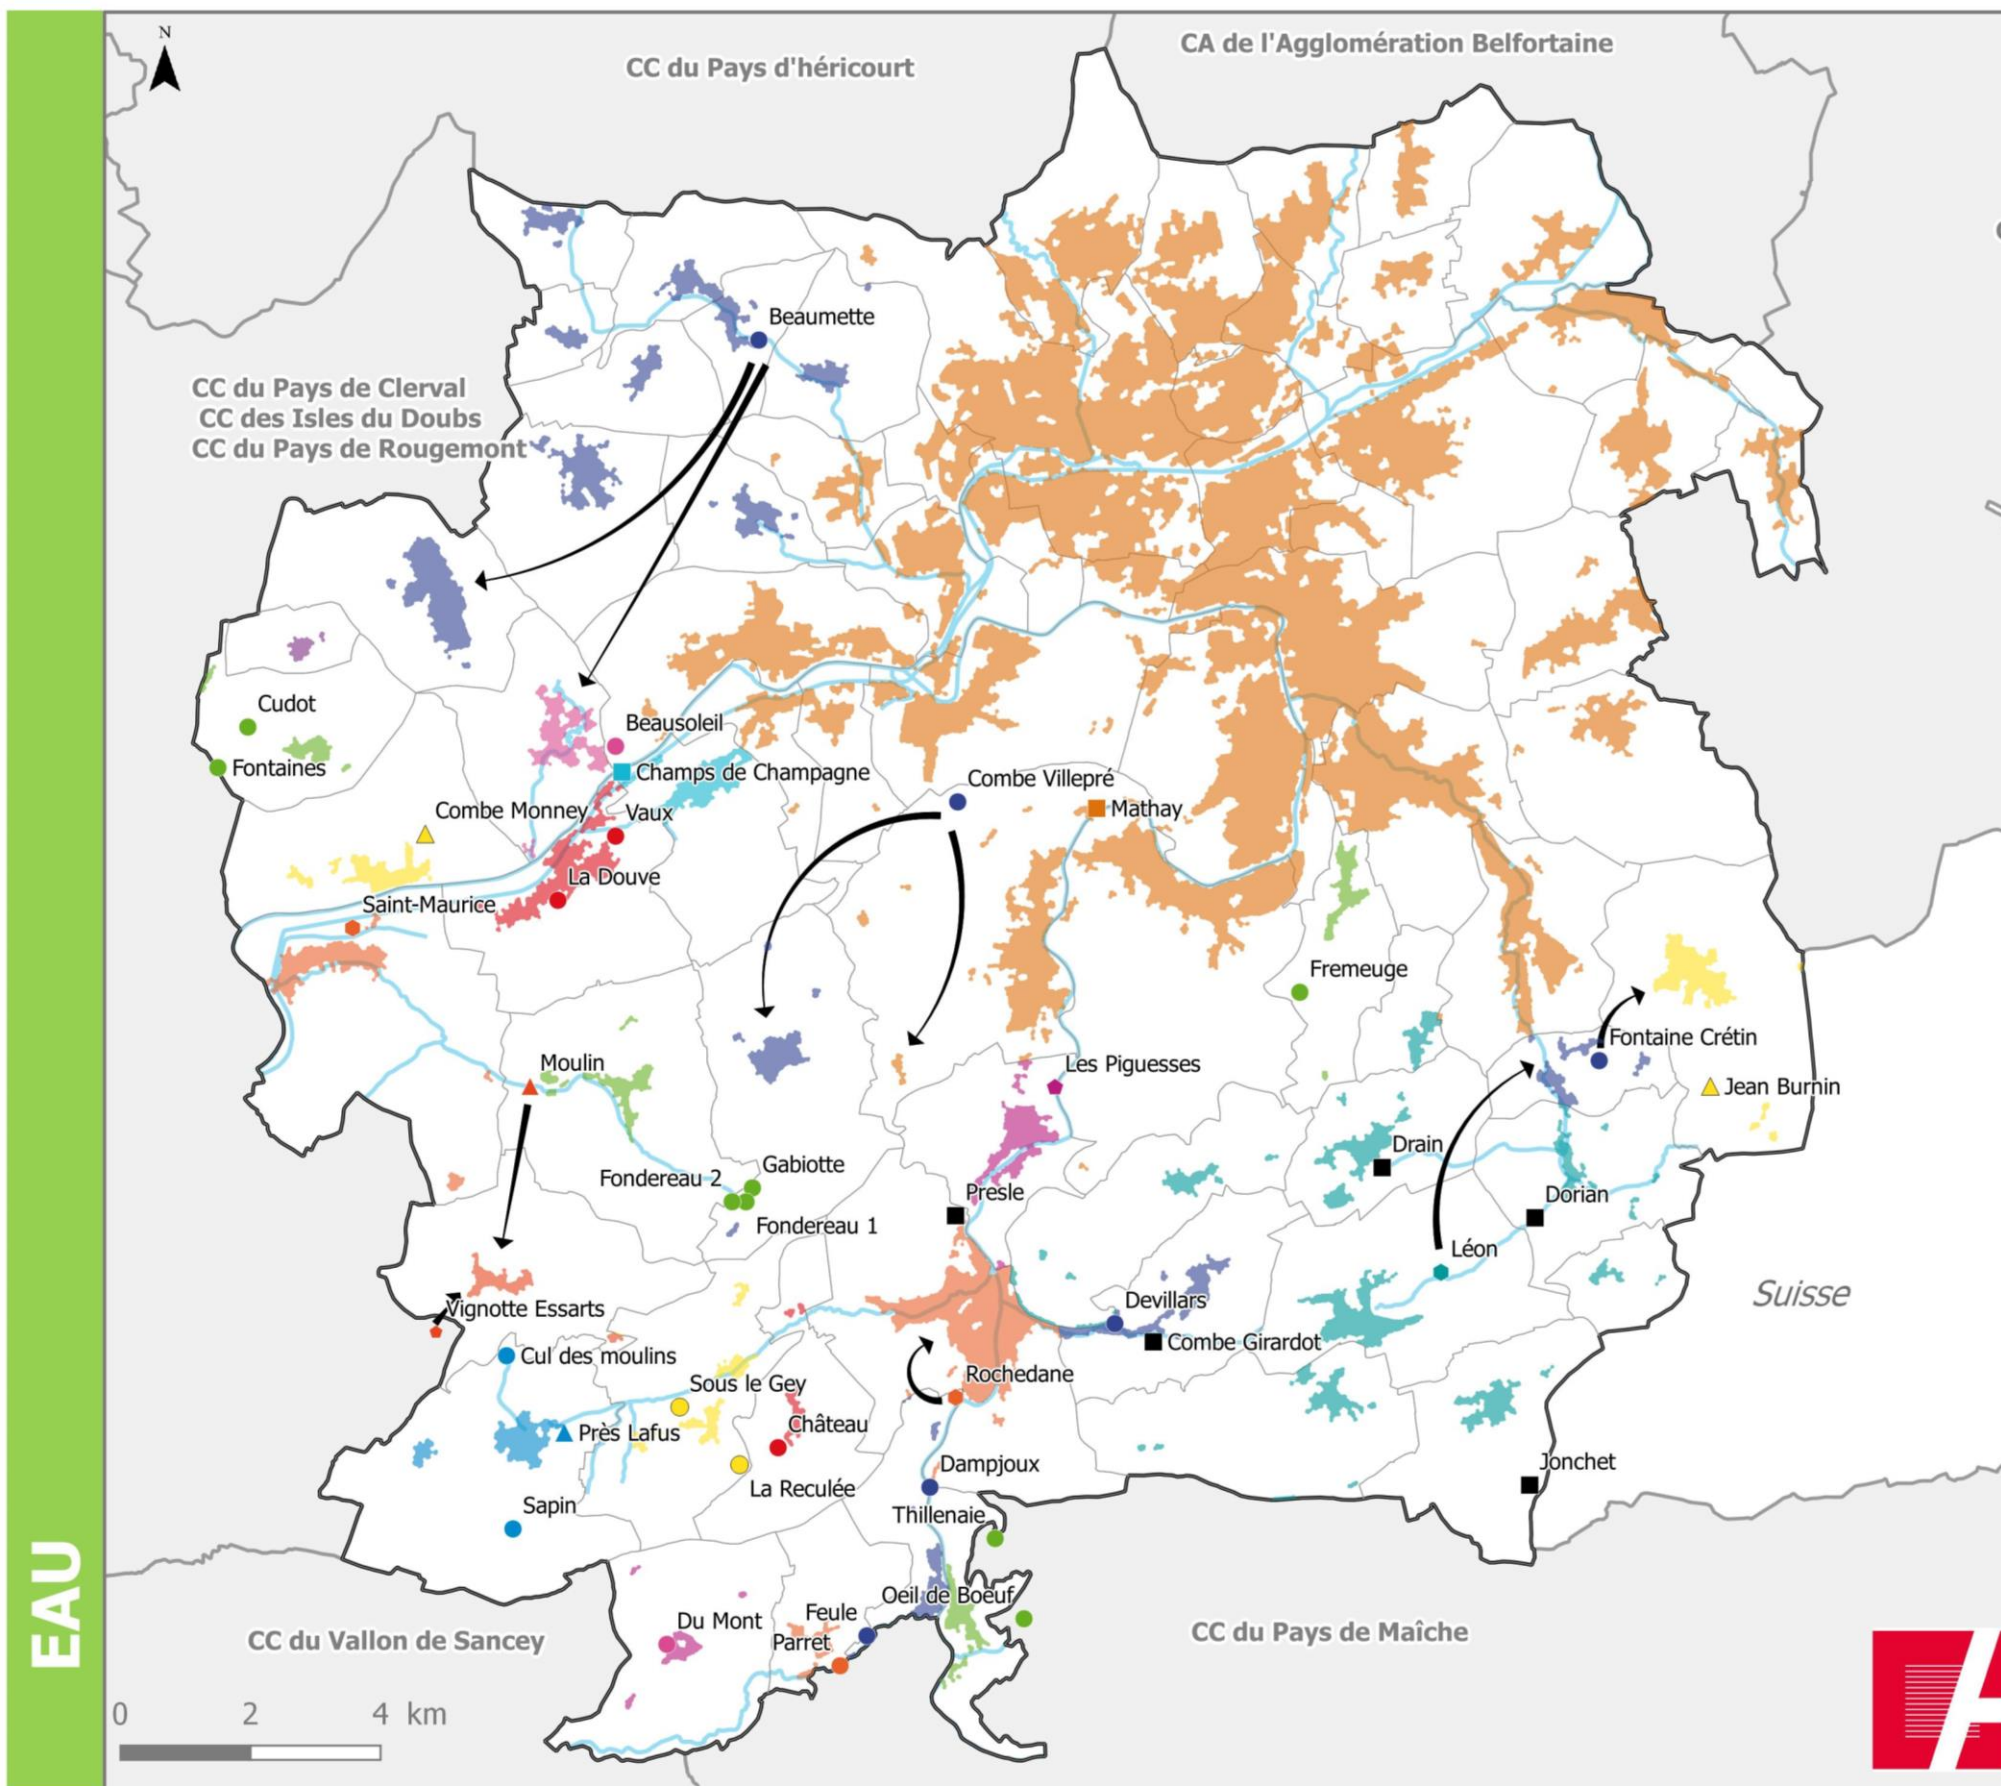 N
CC du Pays d'héricourt
CA de l'Agglomération Belfortaine
Beaumette
CC du Pays de Clerval
CC des Isles du Doubs
CC du Pays de Rougemont
Cudot
Fontaines
Beausoleil
Champs de Champagne
Combe Monney
Vaux
Combe Villepré
Mathay
La Douve
Saint-Maurice
Fremeuge
Fontaine Crétin
Jean Burnin
Moulin
Les Piguesses
Drain
Gabiotte
Fondereau 2
Fondereau 1
Presle
Dorian
Léon
Suisse
Vignotte Essarts
Devillars
Combe Girardot
Cul des moulins
Sous le Gey
Rochedane
Château
Près Lafus
La Reculée
Dampjoux
Jonchet
Sapin
Thillenaie
Oeil de Boeuf
Feule
Du Mont
Parret
CC du Vallon de Sancey
CC du Pays de Maîche
EAU
0 2 4 km